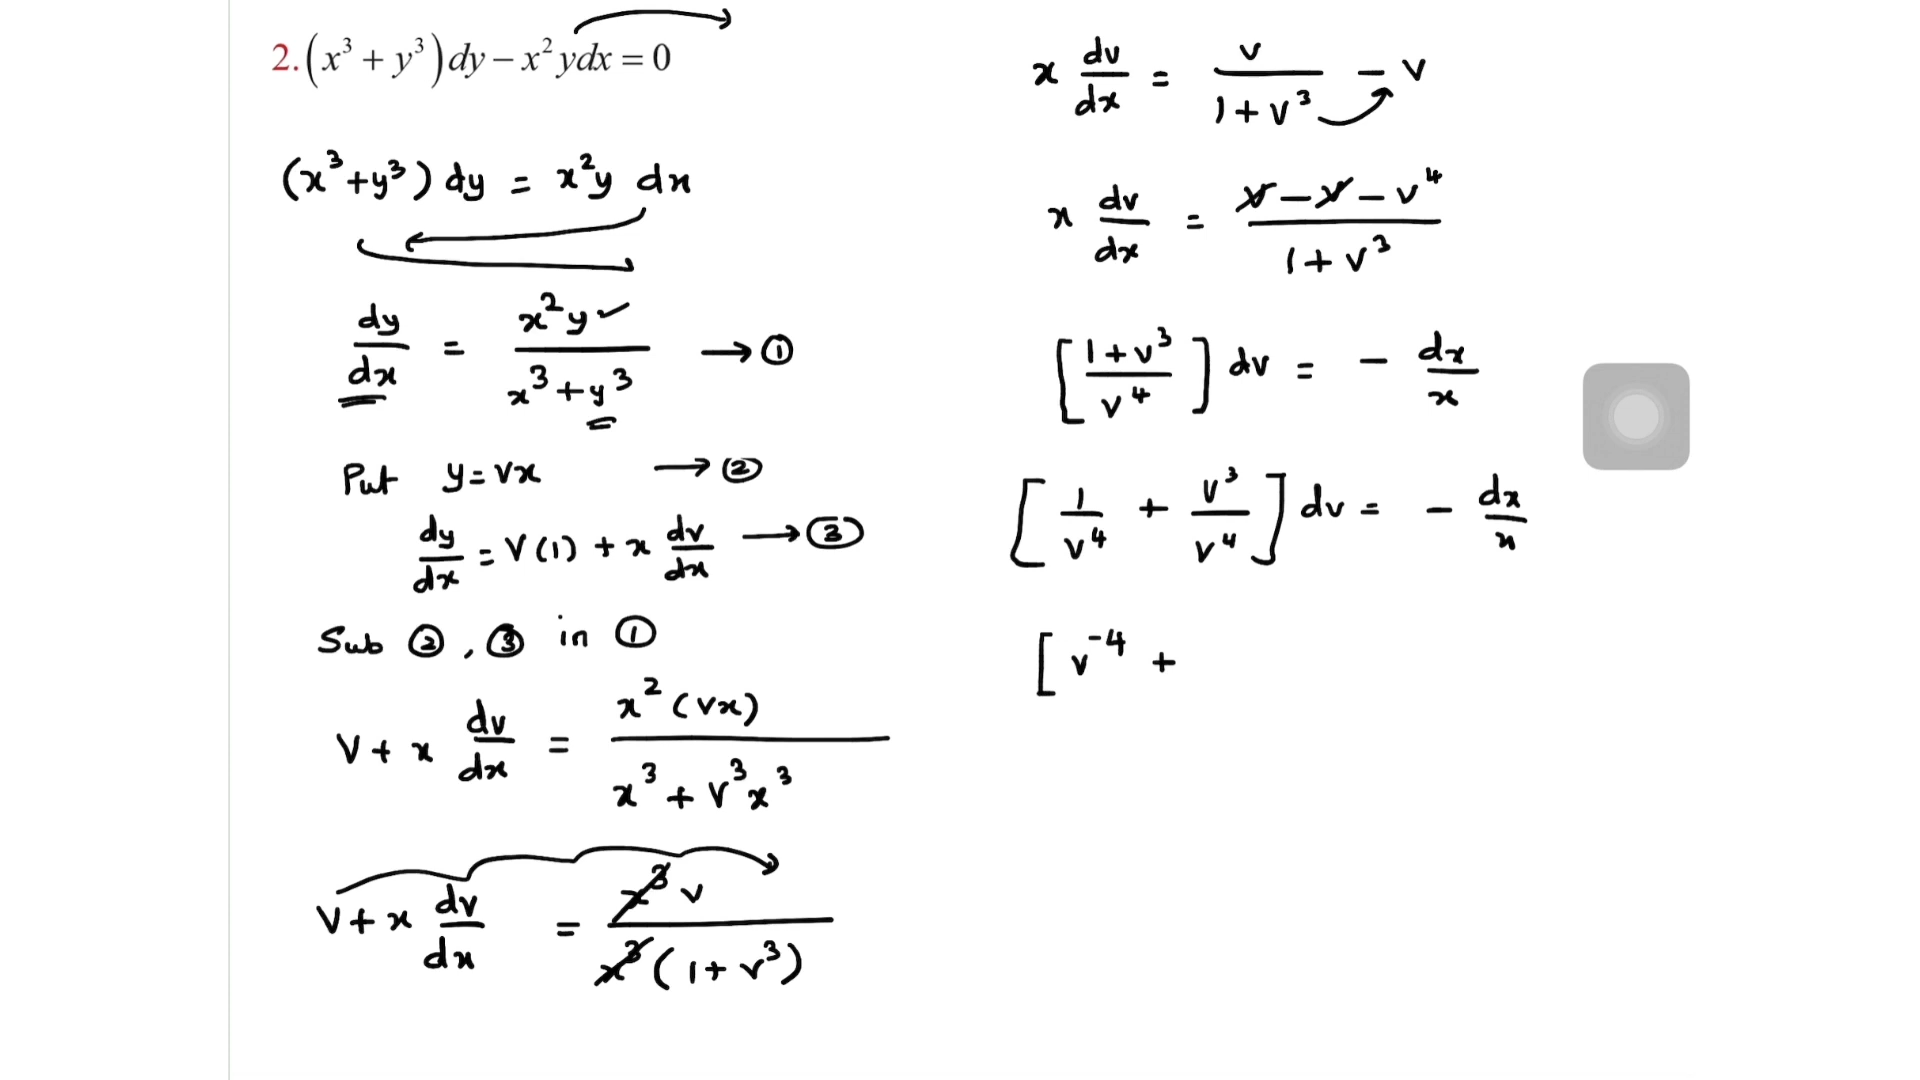 2. (x³ + y³) dy – x² y dx = 0
(x³ + y³) dy = x²y dx
dy/dx = x²y / x³ + y³ → ①
Put y = vx → ②
dy/dx = v(1) + x dv/dx → ③
Sub ②, ③ in ①
v + x dv/dx = x²(vx) / x³ + v³x³
v + x dv/dx = x³v / x³(1 + v³)
x dv/dx = v / 1 + v³ – v
x dv/dx = v – v – v⁴ / 1 + v³
[1 + v³ / v⁴] dv = – dx/x
[1/v⁴ + v³/v⁴] dv = – dx/x
[v⁻⁴ +